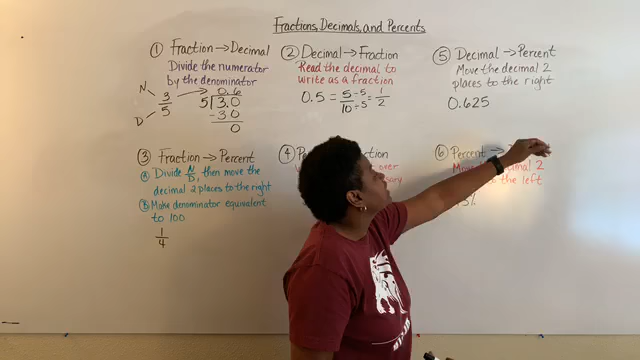 Fractions, Decimals, and Percents
① Fraction → Decimal
Divide the numerator
by the denominator
N
D
3/5
0.6
5 3.0
-30
0
② Decimal → Fraction
Read the decimal to
write as a fraction
0.5 = 5/10 ÷5/÷5 = 1/2
③ Fraction → Percent
Ⓐ Divide N/D, then move the
decimal 2 places to the right
Ⓑ Make denominator equivalent
to 100
1/4
④
over
⑤ Decimal → Percent
Move the decimal 2
places to the right
0.625
⑥ Percent →
2
the left